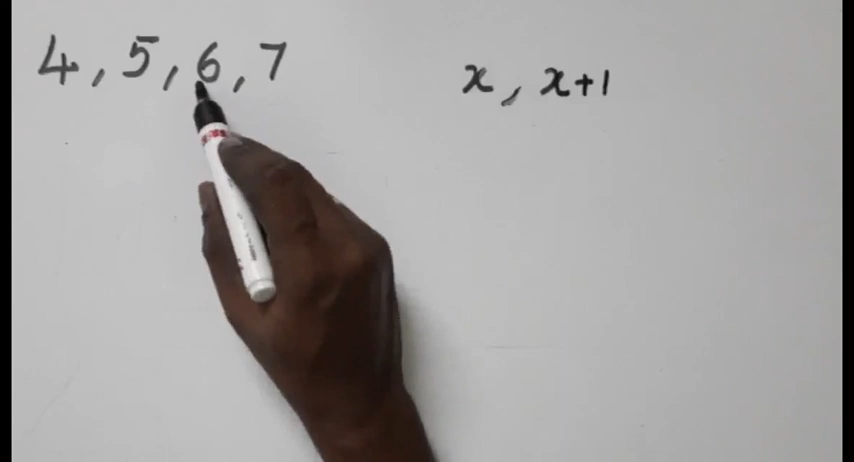 4, 5, 6, 7
x, x+1